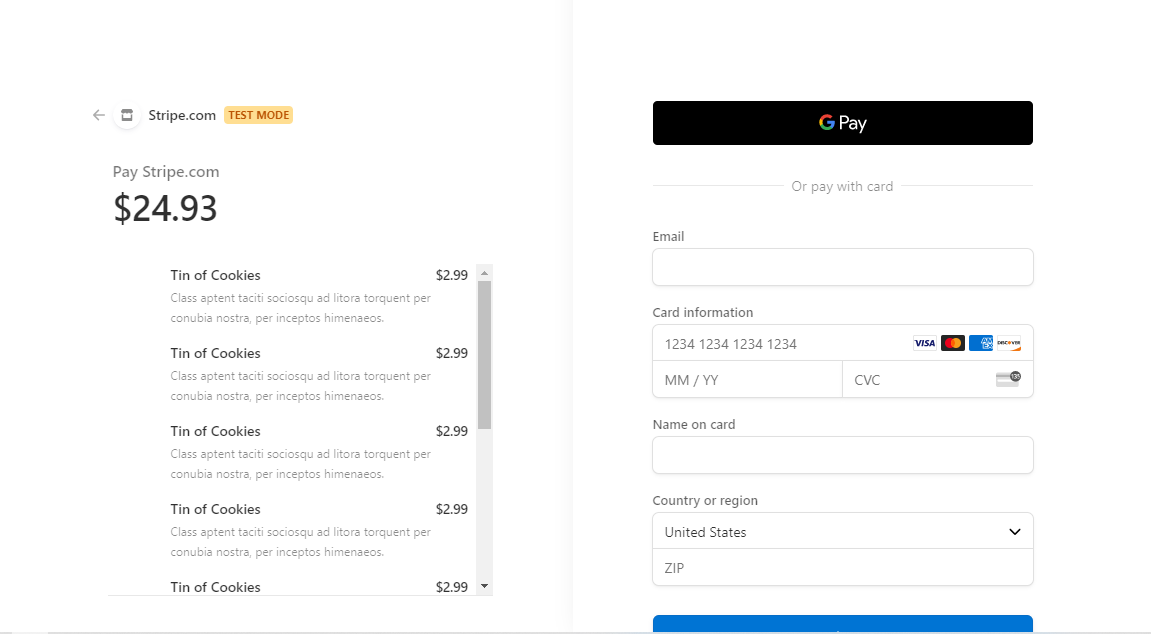 Stripe.com TEST MODE
Pay Stripe.com
$24.93
Tin of Cookies $2.99
Class aptent taciti sociosqu ad litora torquent per
conubia nostra, per inceptos himenaeos.
Tin of Cookies $2.99
Class aptent taciti sociosqu ad litora torquent per
conubia nostra, per inceptos himenaeos.
Tin of Cookies $2.99
Class aptent taciti sociosqu ad litora torquent per
conubia nostra, per inceptos himenaeos.
Tin of Cookies $2.99
Class aptent taciti sociosqu ad litora torquent per
conubia nostra, per inceptos himenaeos.
Tin of Cookies $2.99
G Pay
Or pay with card
Email
Card information
1234 1234 1234 1234 VISA AMEX DISCOVER
MM / YY CVC 135
Name on card
Country or region
United States
ZIP